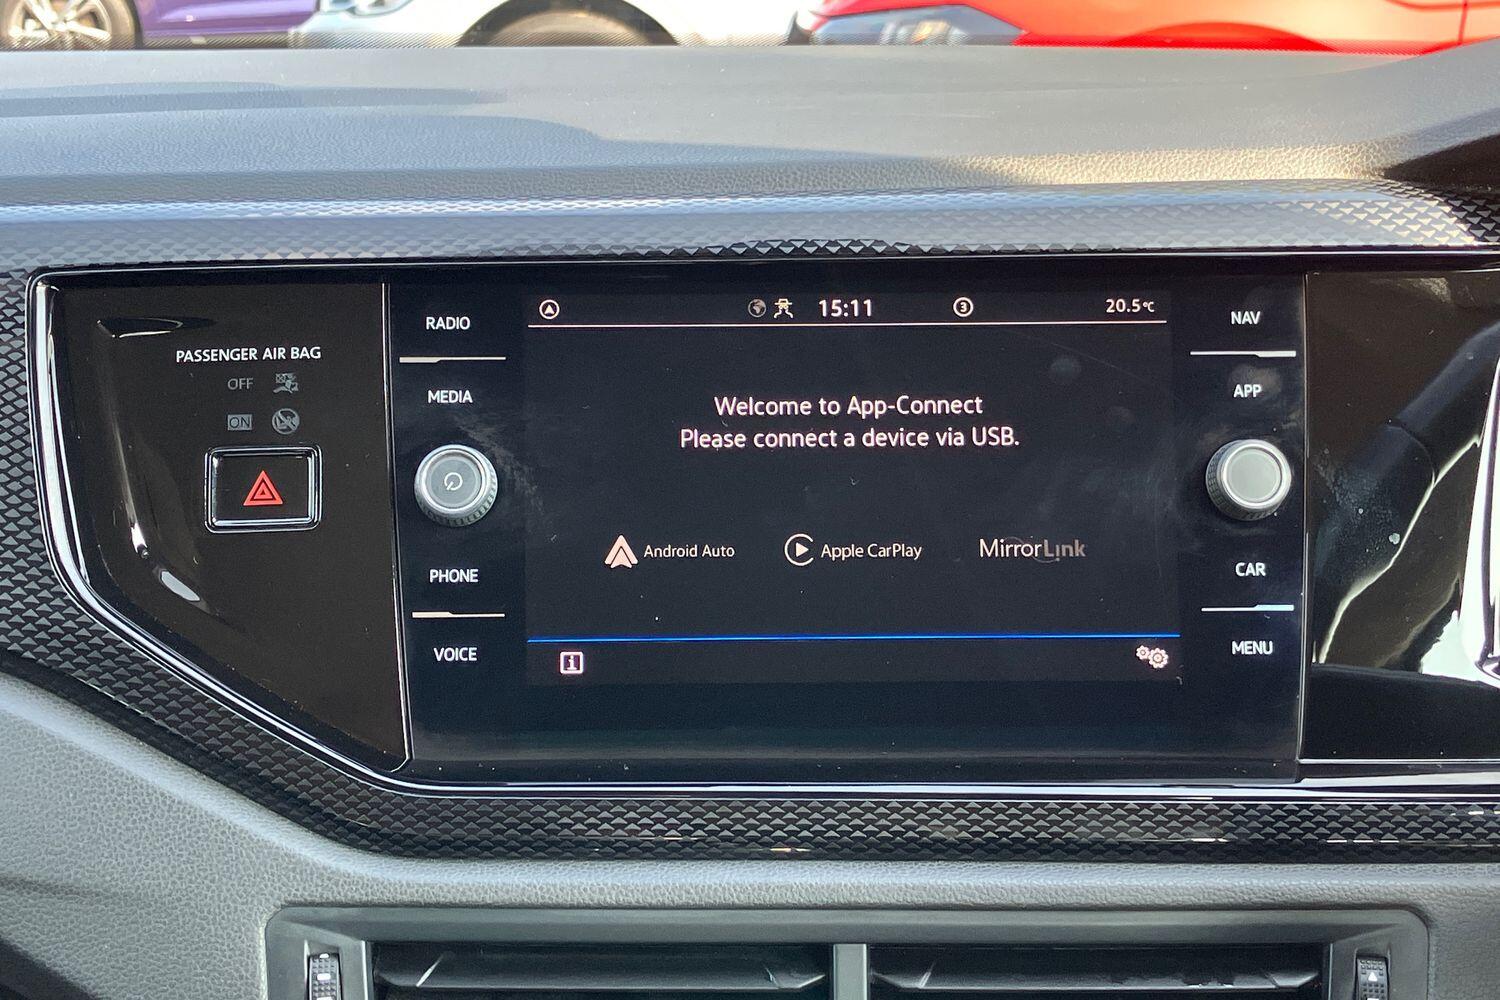 PASSENGER AIR BAG
OFF
ON
RADIO
MEDIA
PHONE
VOICE
15:11
3
20.5°C
Welcome to App-Connect
Please connect a device via USB.
Android Auto
Apple CarPlay
MirrorLink
i
NAV
APP
CAR
MENU